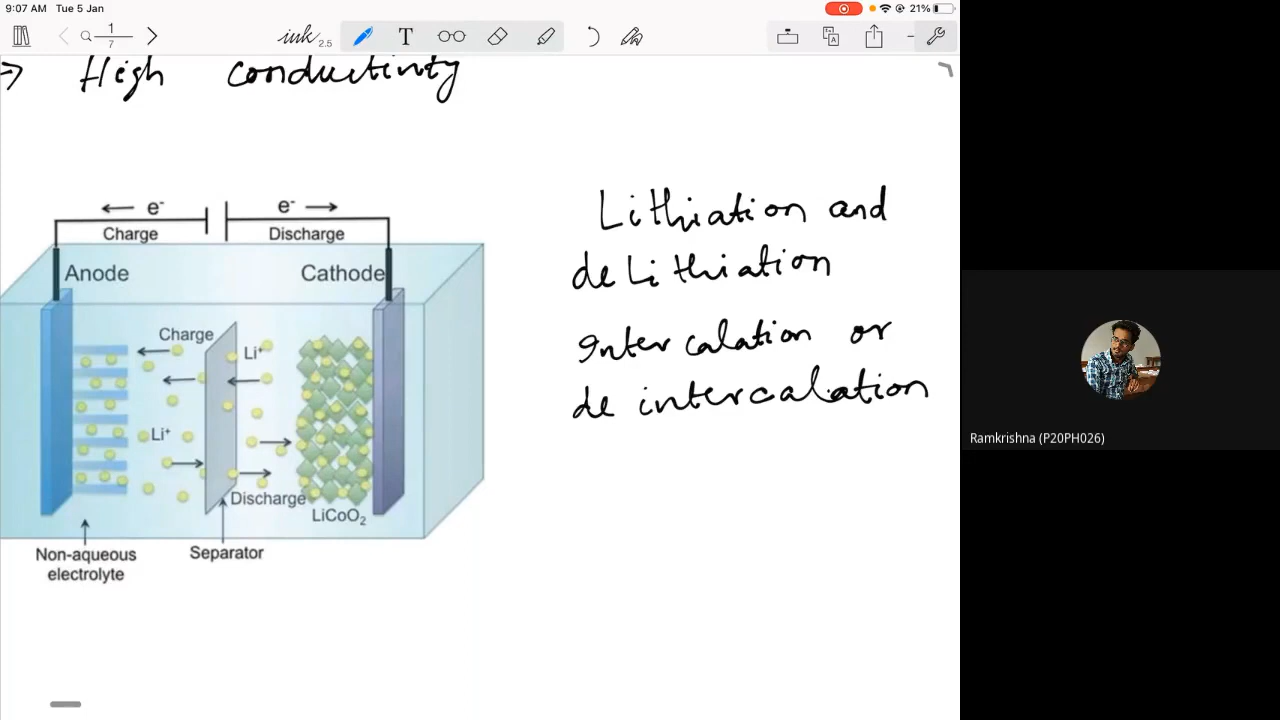 9:07 AM Tue 5 Jan
21%
1
7
ink 2.5
T
→ High conductivity
← e⁻
e⁻ →
Charge
Discharge
Anode
Cathode
Charge
Li⁺
Li⁺
Discharge
LiCoO₂
Non-aqueous
electrolyte
Separator
Lithiation and
deLithiation
Intercalation or
de intercalation
Ramkrishna (P20PH026)